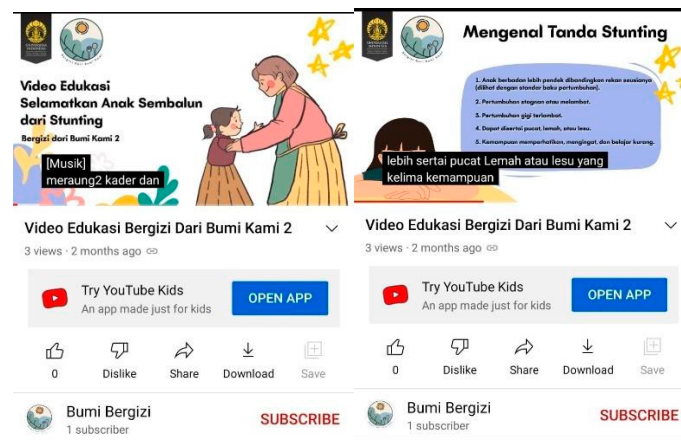 Video Edukasi
Selamatkan Anak Sembalun
dari Stunting
Bergizi dari Bumi Kami 2
[Musik]
meraung2 kader dan
Video Edukasi Bergizi Dari Bumi Kami 2
3 views · 2 months ago
Try YouTube Kids
An app made just for kids
OPEN APP
0
Dislike
Share
Download
Save
Bumi Bergizi
1 subscriber
SUBSCRIBE
Mengenal Tanda Stunting
1. Anak berbadan lebih pendek dibandingkan rekan seusianya
(dilihat dengan standar baku pertumbuhan).
2. Pertumbuhan stagnan atau melambat.
3. Pertumbuhan gigi terlambat.
4. Dapat disertai pucat, lemah, atau lesu.
5. Kemampuan memperhatikan, mengingat, dan belajar kurang.
lebih sertai pucat Lemah atau lesu yang
kelima kemampuan
Video Edukasi Bergizi Dari Bumi Kami 2
3 views · 2 months ago
Try YouTube Kids
An app made just for kids
OPEN APP
0
Dislike
Share
Download
Save
Bumi Bergizi
1 subscriber
SUBSCRIBE